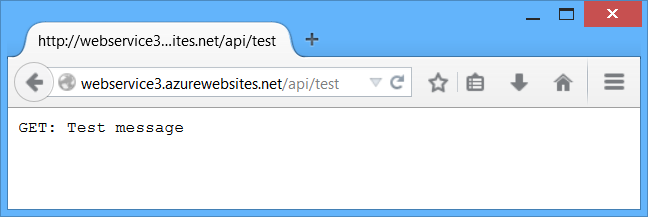 http://webservice3...ites.net/api/test
webservice3.azurewebsites.net/api/test
GET: Test message